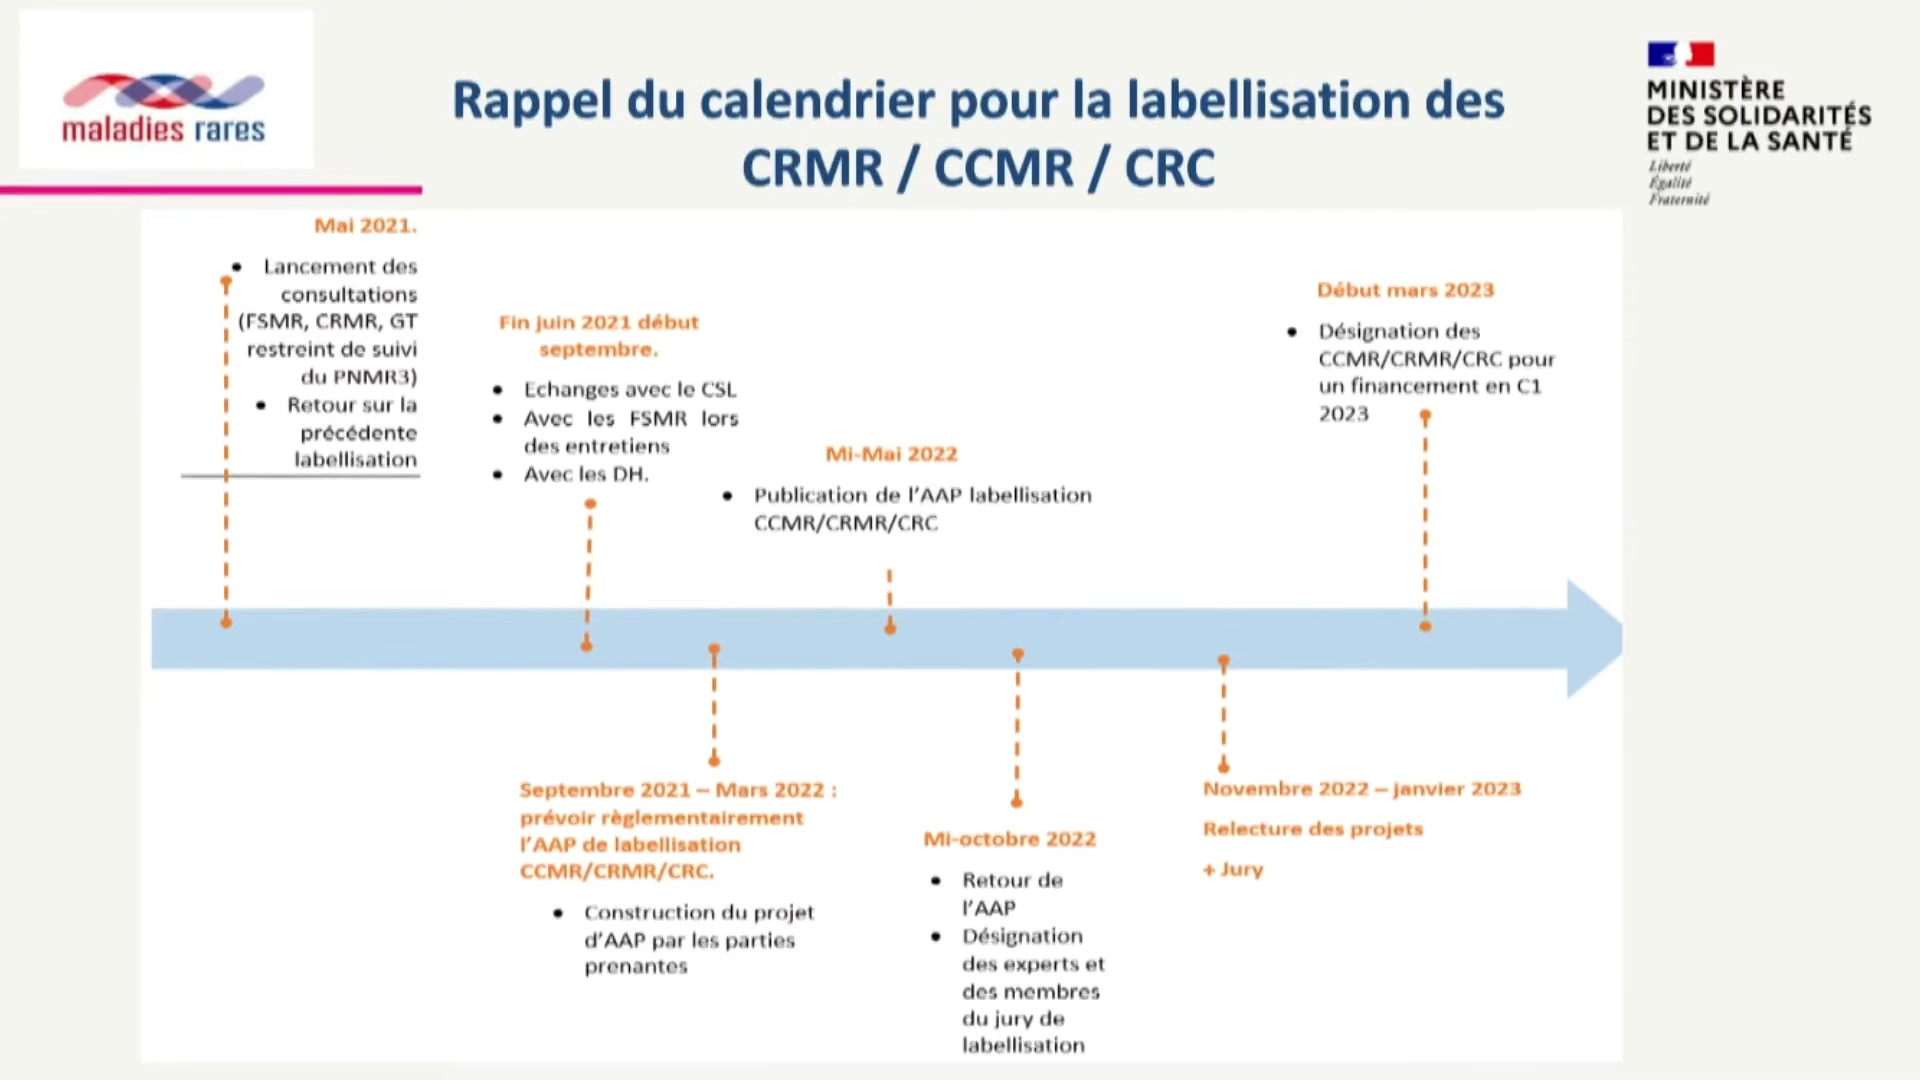 maladies rares
Rappel du calendrier pour la labellisation des
CRMR / CCMR / CRC
MINISTÈRE
DES SOLIDARITÉS
ET DE LA SANTÉ
Liberté
Égalité
Fraternité
Mai 2021.
• Lancement des
consultations
(FSMR, CRMR, GT
restreint de suivi
du PNMR3)
• Retour sur la
précédente
labellisation
Fin juin 2021 début
septembre.
• Echanges avec le CSL
• Avec les FSMR lors
des entretiens
• Avec les DH.
Mi-Mai 2022
• Publication de l'AAP labellisation
CCMR/CRMR/CRC
Début mars 2023
• Désignation des
CCMR/CRMR/CRC pour
un financement en C1
2023
Septembre 2021 – Mars 2022 :
prévoir règlementairement
l'AAP de labellisation
CCMR/CRMR/CRC.
• Construction du projet
d'AAP par les parties
prenantes
Mi-octobre 2022
• Retour de
l'AAP
• Désignation
des experts et
des membres
du jury de
labellisation
Novembre 2022 – janvier 2023
Relecture des projets
+ Jury